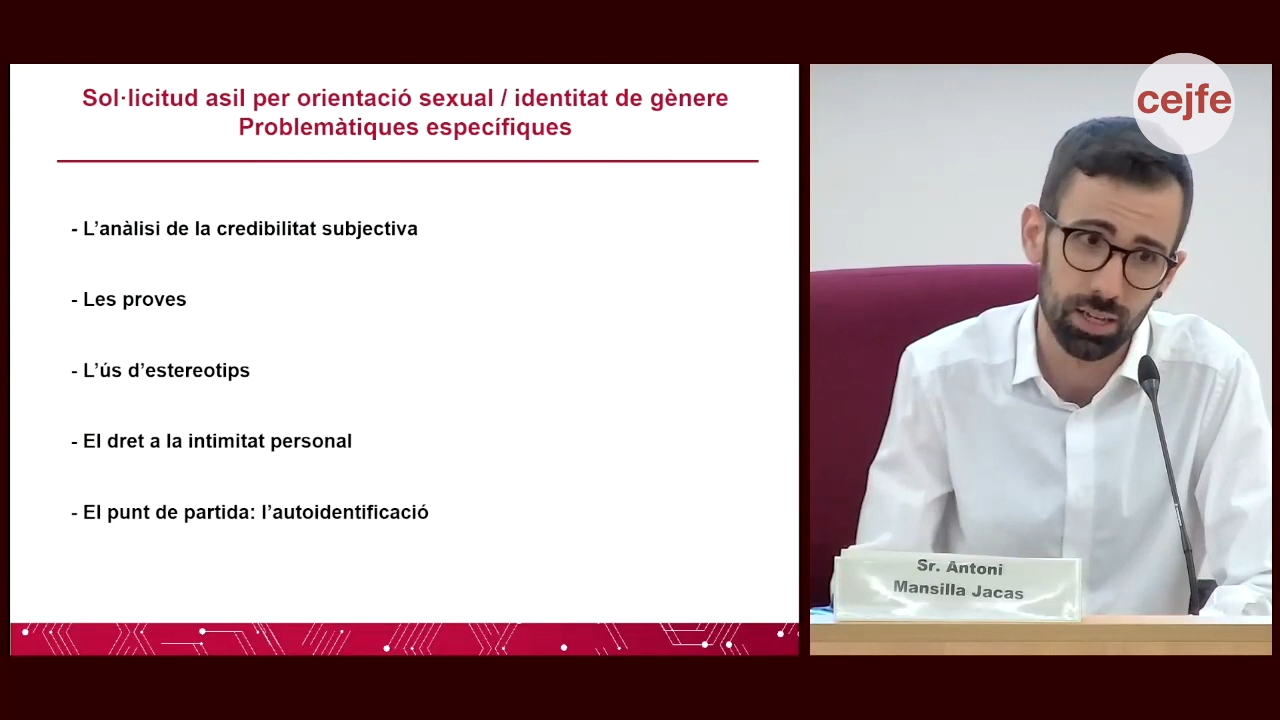 Sol·licitud asil per orientació sexual / identitat de gènere
Problemàtiques específiques
- L’anàlisi de la credibilitat subjectiva
- Les proves
- L’ús d’estereotips
- El dret a la intimitat personal
- El punt de partida: l’autoidentificació
cejfe
Sr. Antoni
Mansilla Jacas